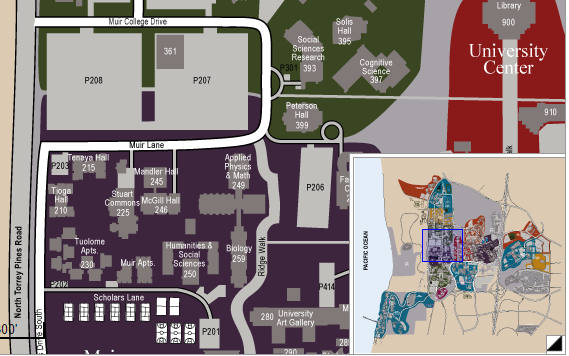 Muir College Drive
Library
900
Solis
Hall
395
361
Social
Sciences
Research
393
University
Center
P301
Cognitive
Science
397
P208
P207
Peterson
Hall
399
910
Muir Lane
P203
Tenaya Hall
215
Mandler Hall
245
Applied
Physics
& Math
249
P206
Tioga
Hall
210
Stuart
Commons
225
McGill Hall
246
Tuolome
Apts.
230
Muir Apts.
Humanities &
Social
Sciences
250
Biology
259
Ridge Walk
North Torrey Pines Road
PACIFIC OCEAN
P202
Scholars Lane
P414
280
University
Art Gallery
P201
Drive South
290